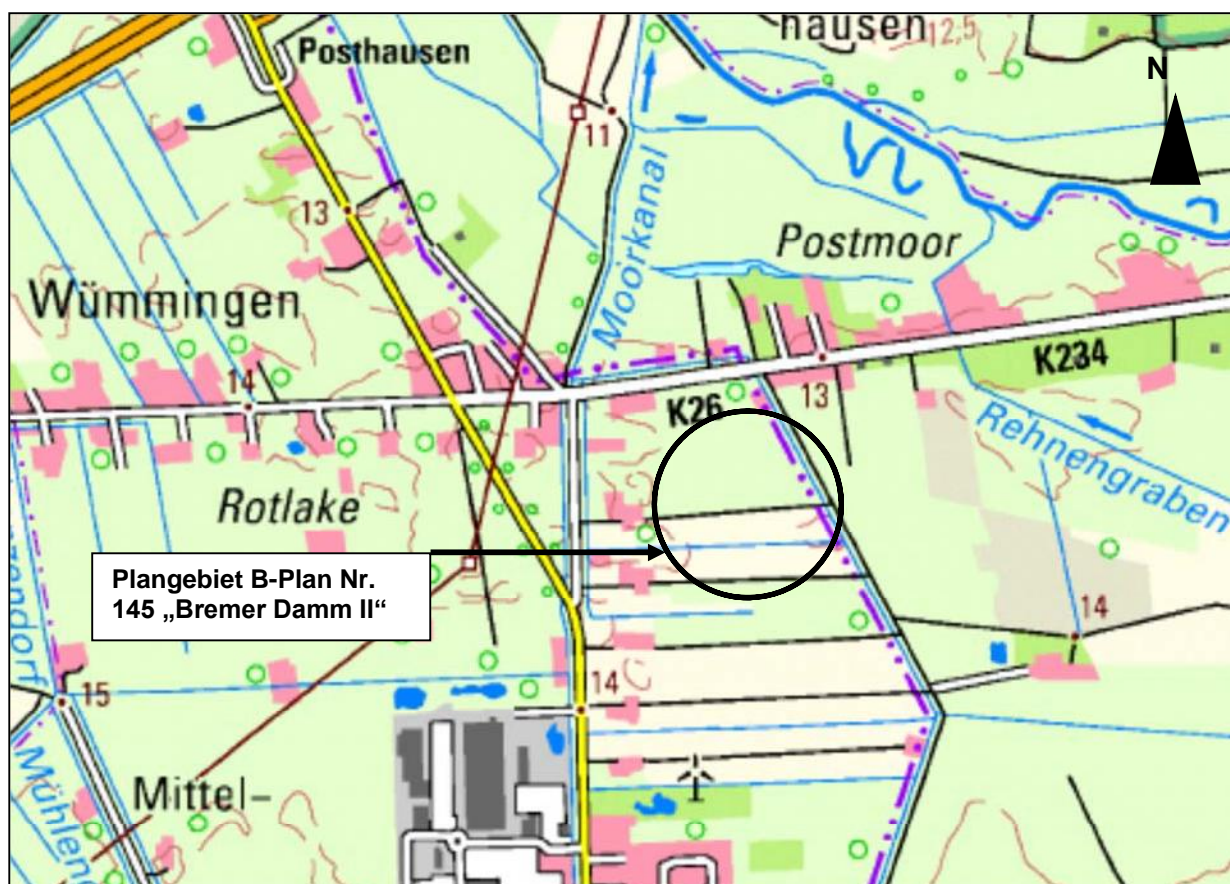 hausen
12,5
Posthausen
N
11
Moorkanal
13
Postmoor
Wümmingen
14
K234
K26
13
Rehnengraben
Rotlake
Plangebiet B-Plan Nr.
145 „Bremer Damm II“
14
14
15
Mittel-